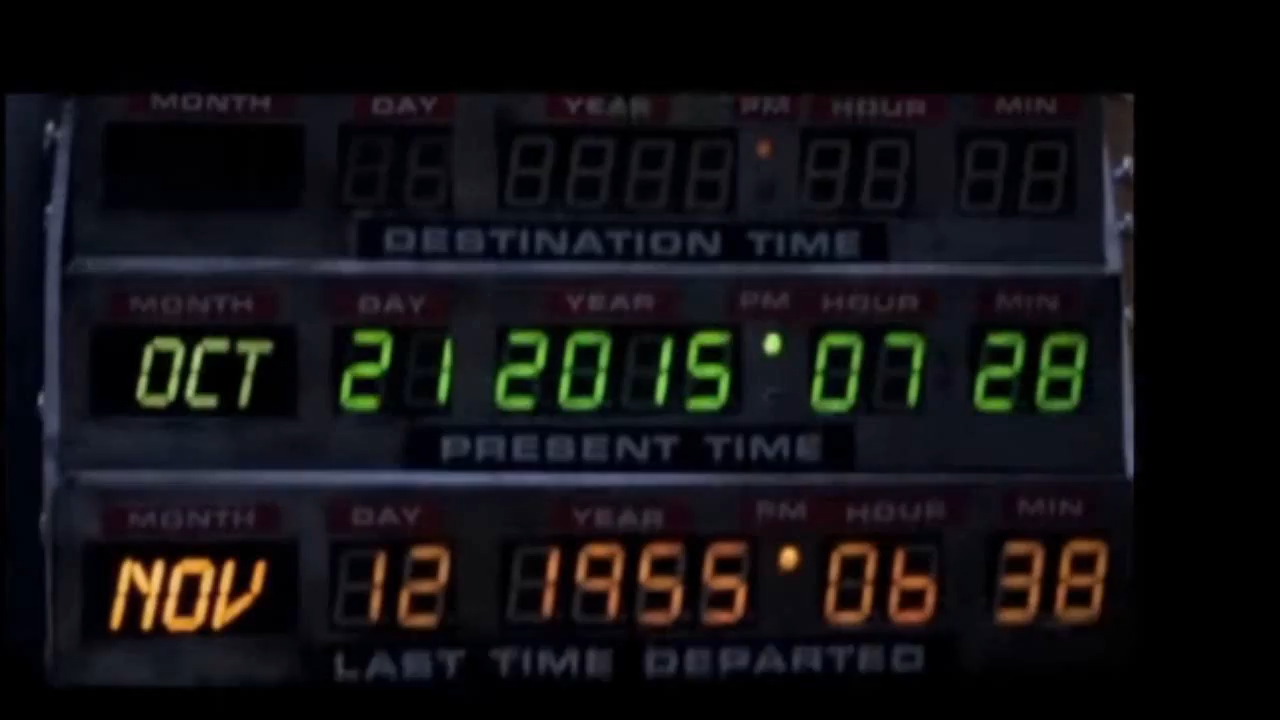 MONTH DAY YEAR PM HOUR MIN
DESTINATION TIME
MONTH DAY YEAR PM HOUR MIN
OCT 21 2015 07 28
PRESENT TIME
MONTH DAY YEAR PM HOUR MIN
NOV 12 1955 06 38
LAST TIME DEPARTED